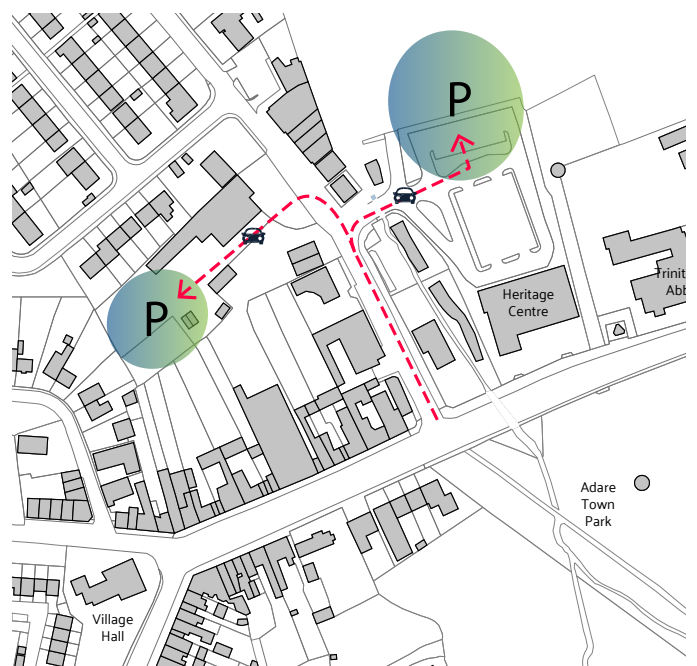 P
P
Heritage
Centre
Trinit
Abb
Adare
Town
Park
Village
Hall